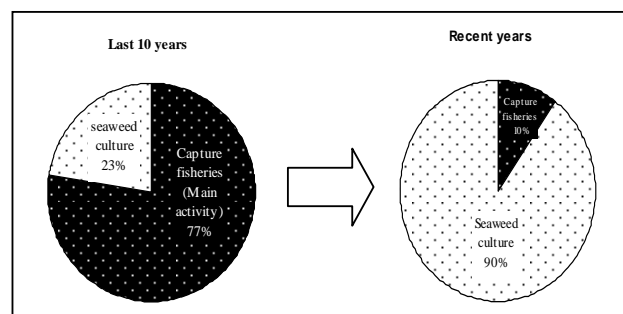 Last 10 years
seaweed
culture
23%
Capture
fisheries
(Main
activity)
77%
Recent years
Capture
fisheries
10%
Seaweed
culture
90%